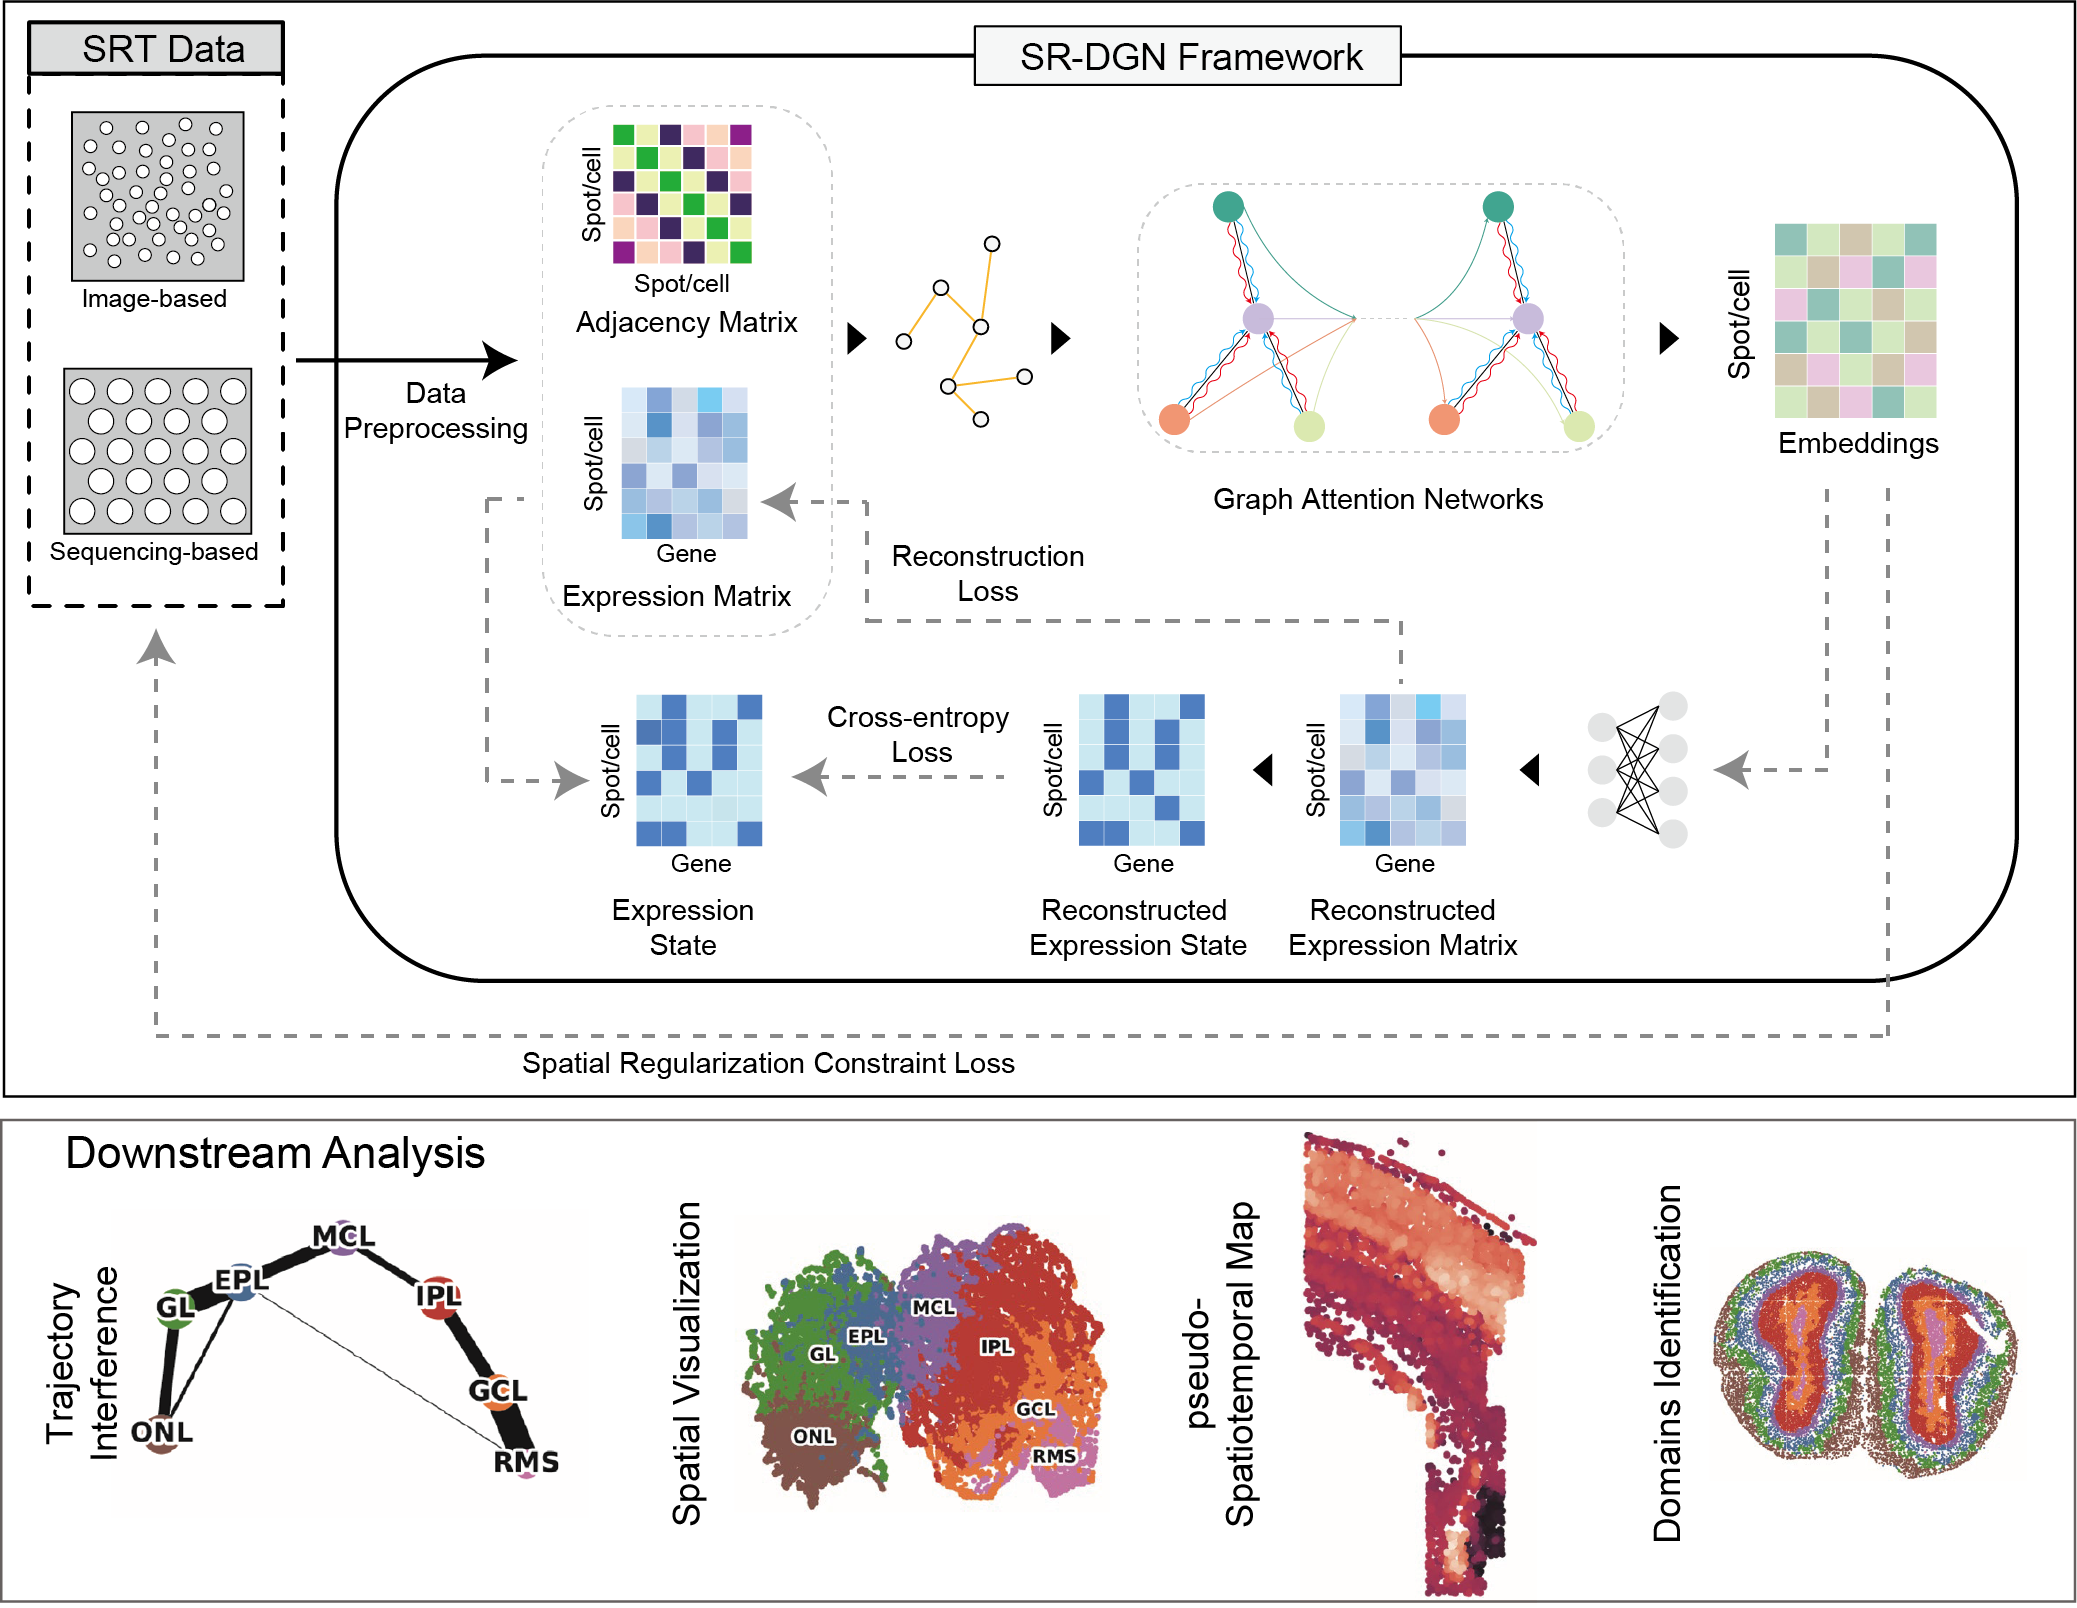 SRT Data
SR-DGN Framework
Image-based
Sequencing-based
Data
Preprocessing
Spot/cell
Spot/cell
Adjacency Matrix
Spot/cell
Gene
Expression Matrix
Graph Attention Networks
Spot/cell
Embeddings
Reconstruction
Loss
Spot/cell
Gene
Expression
State
Cross-entropy
Loss
Spot/cell
Gene
Reconstructed
Expression State
Spot/cell
Gene
Reconstructed
Expression Matrix
Spatial Regularization Constraint Loss
Downstream Analysis
Trajectory
Interference
MCL
EPL
GL
IPL
GCL
ONL
RMS
Spatial Visualization
MCL
EPL
GL
IPL
GCL
ONL
RMS
pseudo-
Spatiotemporal Map
Domains Identification